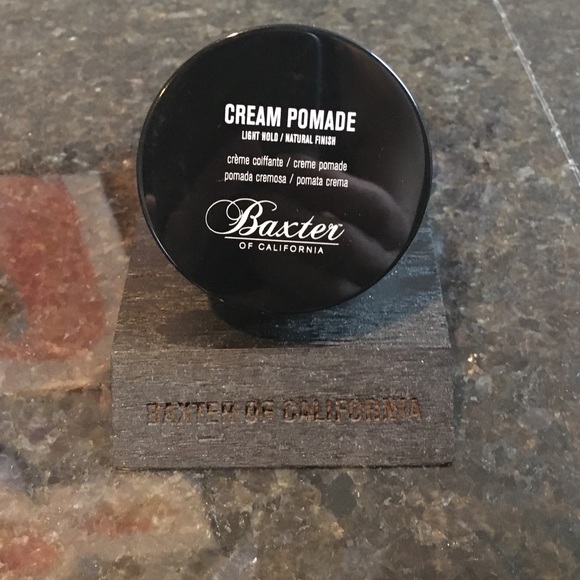 CREAM POMADE
LIGHT HOLD / NATURAL FINISH
crème coiffante / creme pomade
pomada cremosa / pomata crema
Baxter
OF CALIFORNIA
BAXTER OF CALIFORNIA